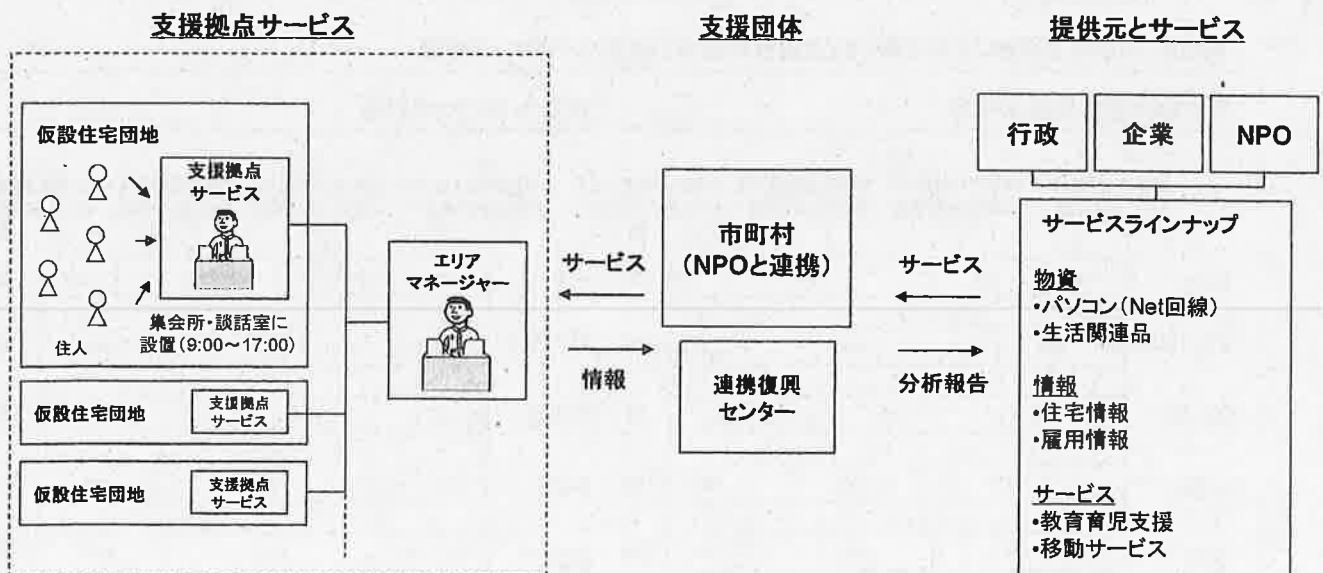 支援拠点サービス
支援団体
提供元とサービス
仮設住宅団地
支援拠点
サービス
住人
集会所・談話室に
設置(9:00～17:00)
仮設住宅団地
支援拠点
サービス
仮設住宅団地
支援拠点
サービス
エリア
マネージャー
サービス
情報
市町村
(NPOと連携)
連携復興
センター
サービス
分析報告
行政
企業
NPO
サービスラインナップ
物資
・パソコン(Net回線)
・生活関連品
情報
・住宅情報
・雇用情報
サービス
・教育育児支援
・移動サービス